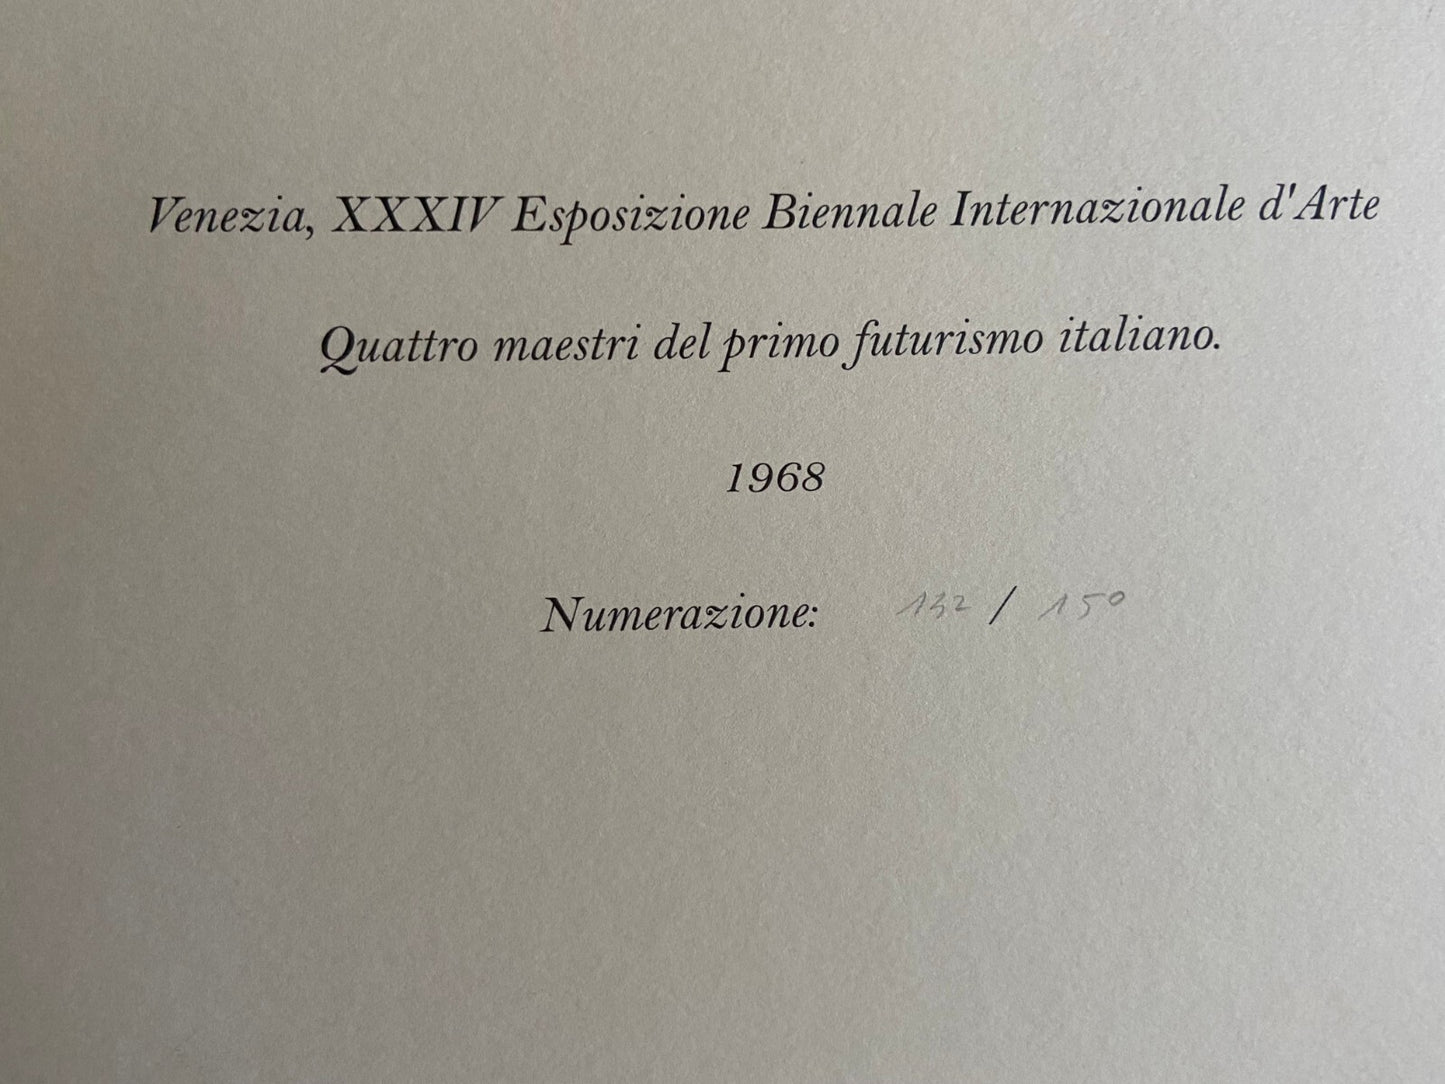 Venezia, XXXIV Esposizione Biennale Internazionale d'Arte
Quattro maestri del primo futurismo italiano.
1968
Numerazione: 132 / 150